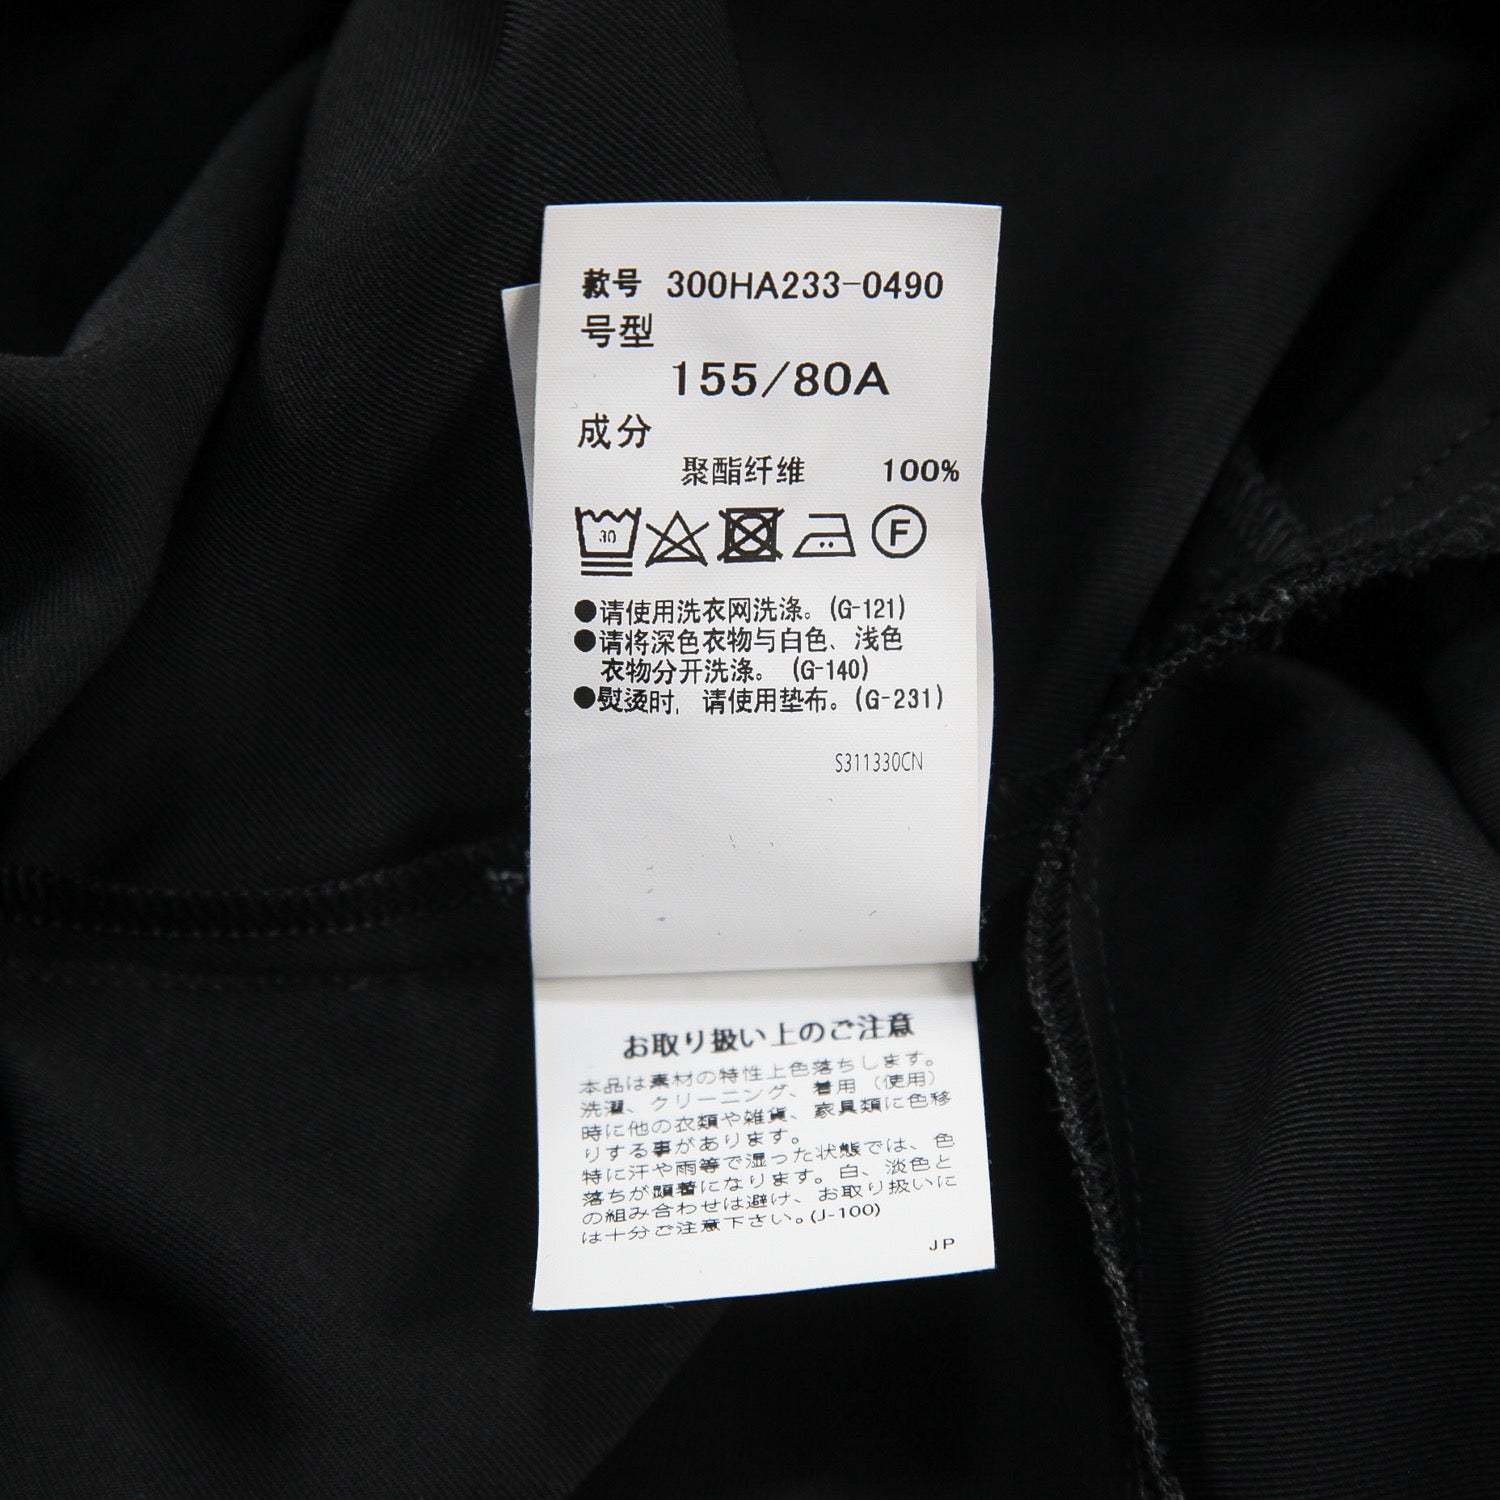 款号 300HA233-0490
号型
155/80A
成分
聚酯纤维 100%
30
F
●请使用洗衣网洗涤。(G-121)
●请将深色衣物与白色、浅色
衣物分开洗涤。 (G-140)
●熨烫时, 请使用垫布。(G-231)
S311330CN
お取り扱い上のご注意
本品は素材の特性上色落ちします。
洗濯、クリーニング、着用（使用）
時に他の衣類や雑貨、家具類に色移
りする事があります。
特に汗や雨等で湿った状態では、色
落ちが顕著になります。白、淡色と
の組み合わせは避け、お取り扱いに
は十分ご注意下さい。(J-100)
JP